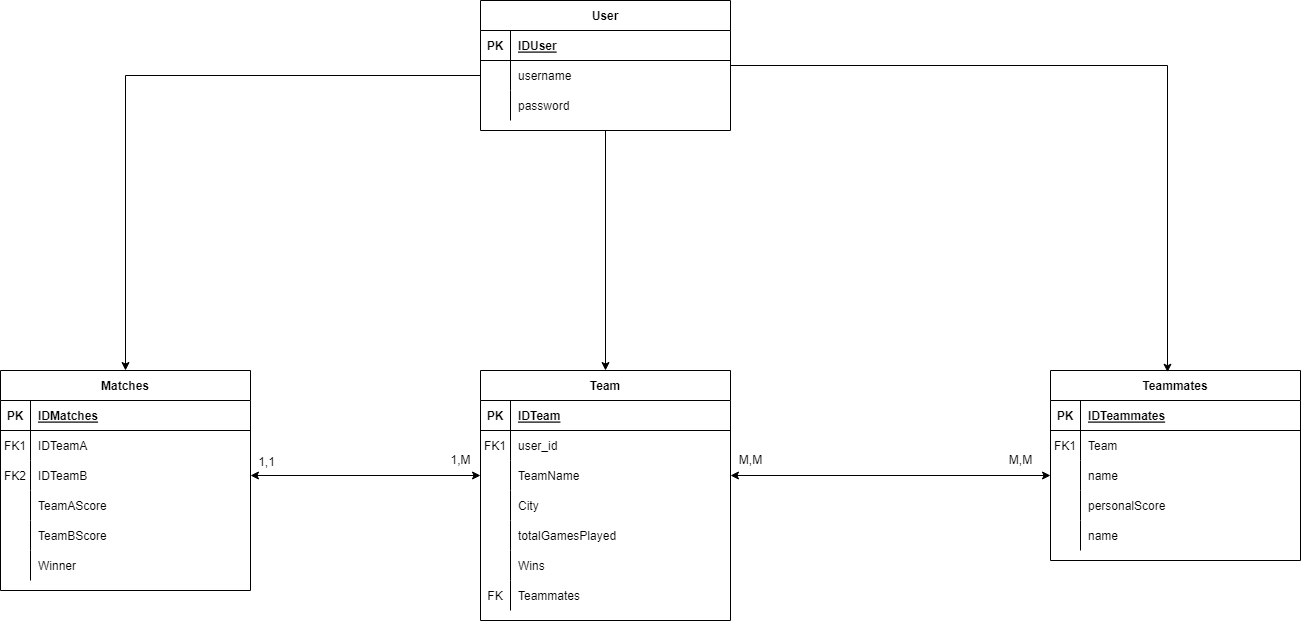 User
PK IDUser
username
password
Matches
PK IDMatches
FK1 IDTeamA
FK2 IDTeamB
TeamAScore
TeamBScore
Winner
1,1
1,M
Team
PK IDTeam
FK1 user_id
TeamName
City
totalGamesPlayed
Wins
FK Teammates
M,M
M,M
Teammates
PK IDTeammates
FK1 Team
name
personalScore
name